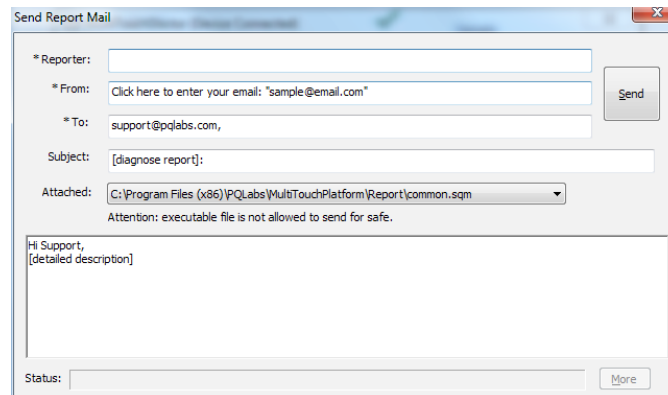 Send Report Mail
* Reporter:
* From:
Click here to enter your email: "sample@email.com"
Send
* To:
support@pqlabs.com,
Subject:
[diagnose report]:
Attached:
C:\Program Files (x86)\PQLabs\MultiTouchPlatform\Report\common.sqm
Attention: executable file is not allowed to send for safe.
Hi Support,
[detailed description]
Status:
More